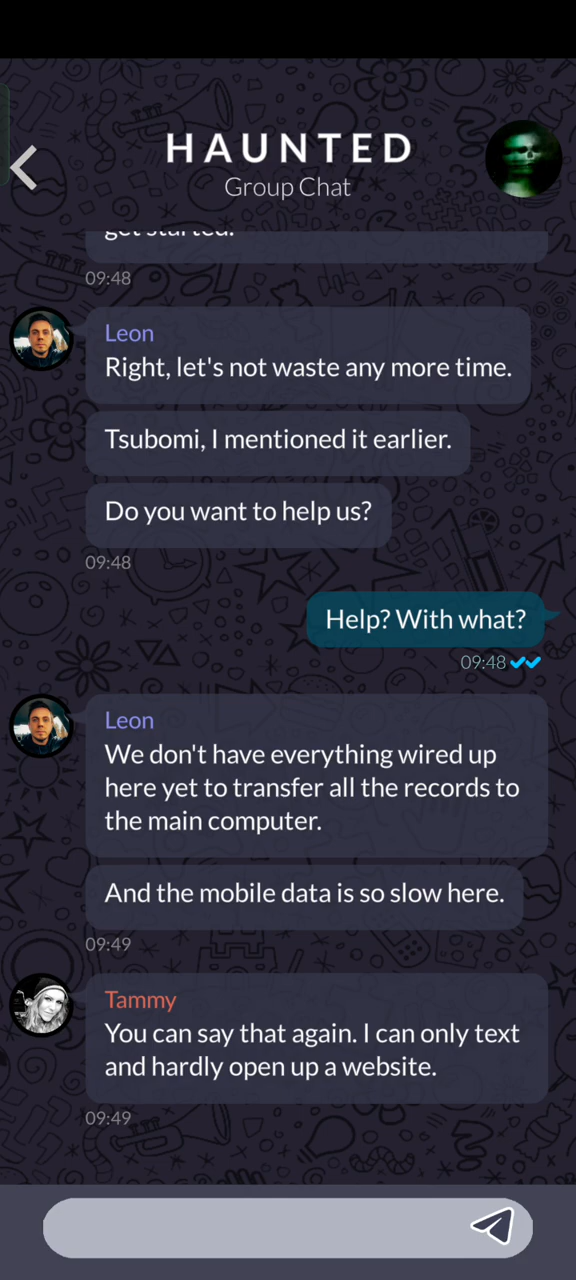 HAUNTED
Group Chat
get started.
09:48
Leon
Right, let's not waste any more time.
Tsubomi, I mentioned it earlier.
Do you want to help us?
09:48
Help? With what?
09:48
Leon
We don't have everything wired up
here yet to transfer all the records to
the main computer.
And the mobile data is so slow here.
09:49
Tammy
You can say that again. I can only text
and hardly open up a website.
09:49